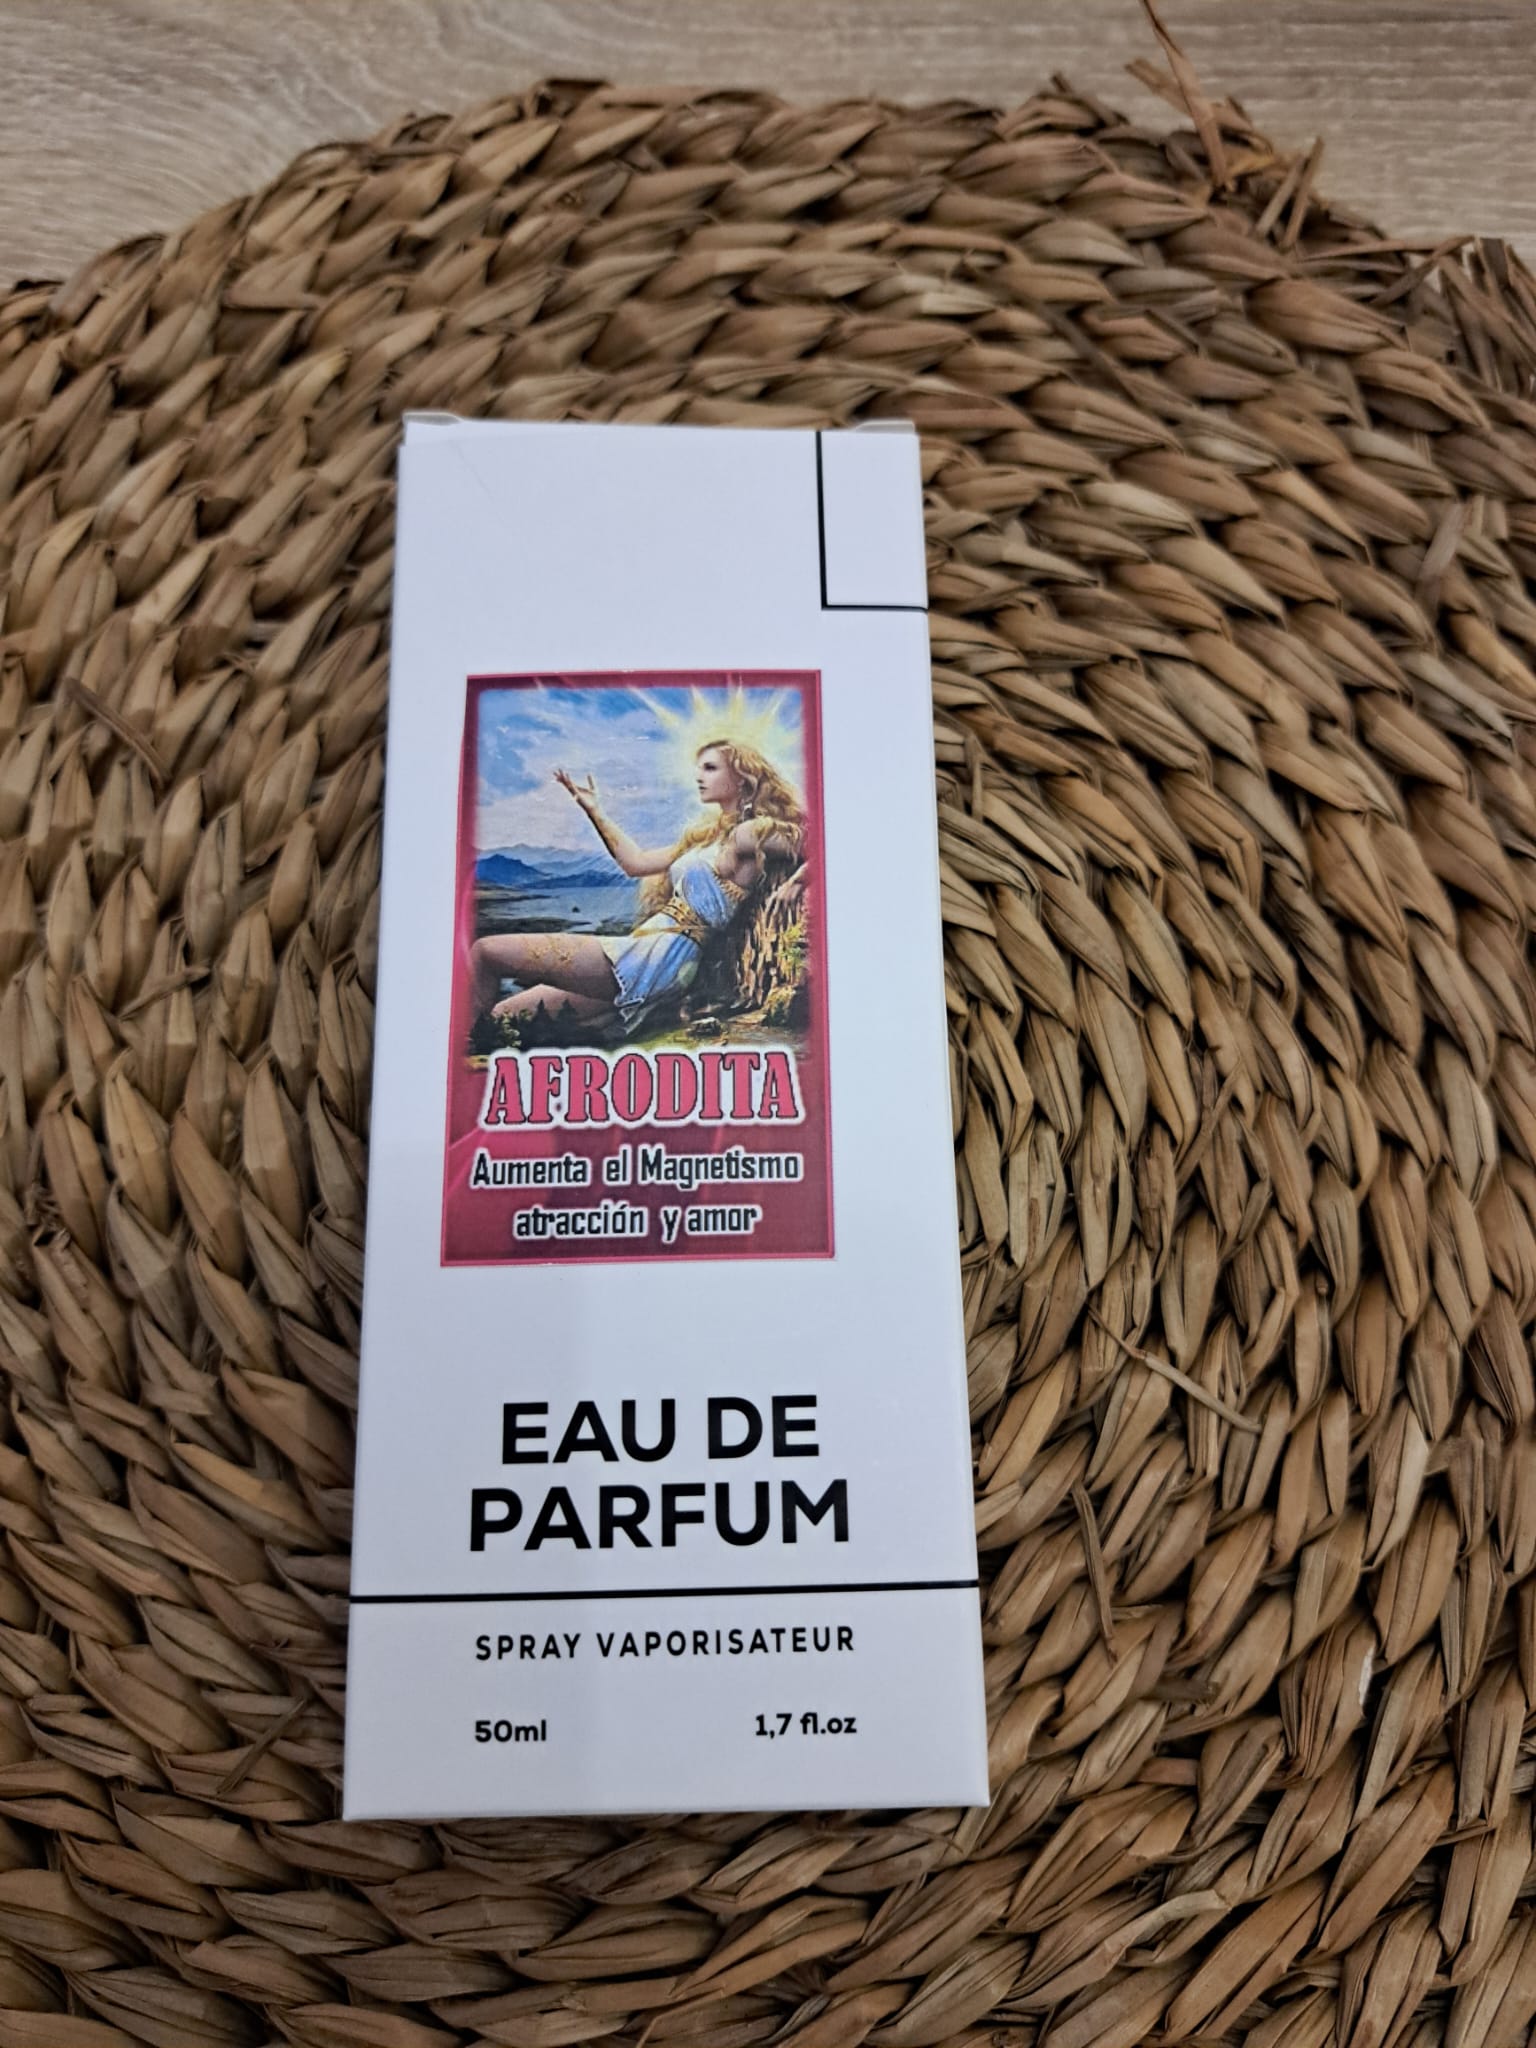 AFRODITA
Aumenta el Magnetismo
atracción y amor
EAU DE
PARFUM
SPRAY VAPORISATEUR
50ml 1,7 fl.oz